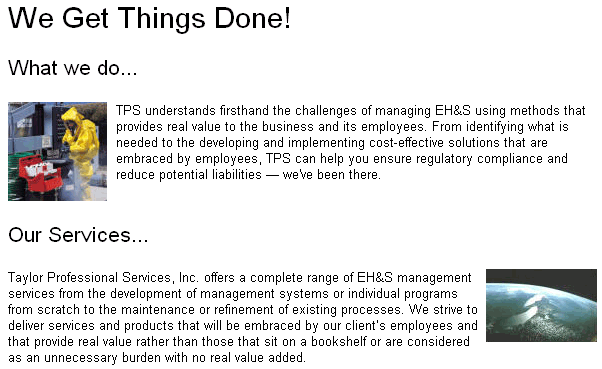 We Get Things Done!
What we do...
TPS understands firsthand the challenges of managing EH&S using methods that
provides real value to the business and its employees. From identifying what is
needed to the developing and implementing cost-effective solutions that are
embraced by employees, TPS can help you ensure regulatory compliance and
reduce potential liabilities — we've been there.
Our Services...
Taylor Professional Services, Inc. offers a complete range of EH&S management
services from the development of management systems or individual programs
from scratch to the maintenance or refinement of existing processes. We strive to
deliver services and products that will be embraced by our client's employees and
that provide real value rather than those that sit on a bookshelf or are considered
as an unnecessary burden with no real value added.